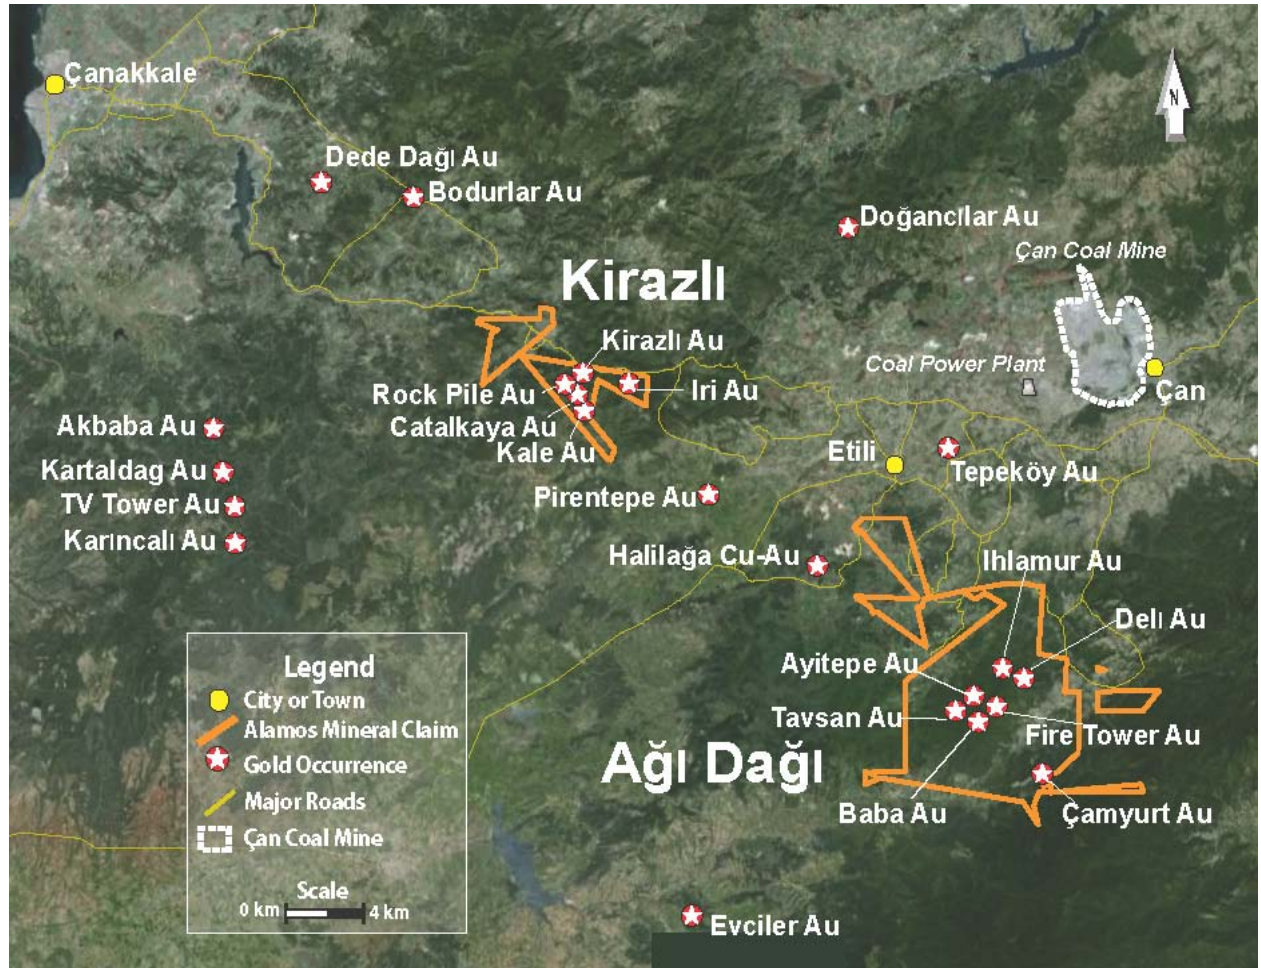 Çanakkale
N
Dede Dağı Au
Bodurlar Au
Doğancılar Au
Çan Coal Mine
Kirazlı
Kirazlı Au
Coal Power Plant
Rock Pile Au
Iri Au
Çan
Catalkaya Au
Akbaba Au
Kale Au
Etili
Kartaldag Au
Tepeköy Au
Pirentepe Au
TV Tower Au
Karıncalı Au
Halilağa Cu-Au
Ihlamur Au
Delı Au
Legend
City or Town
Alamos Mineral Claim
Gold Occurrence
Major Roads
Çan Coal Mine
Scale
0 km
4 km
Ayitepe Au
Tavsan Au
Fire Tower Au
Ağı Dağı
Baba Au
Çamyurt Au
Evciler Au